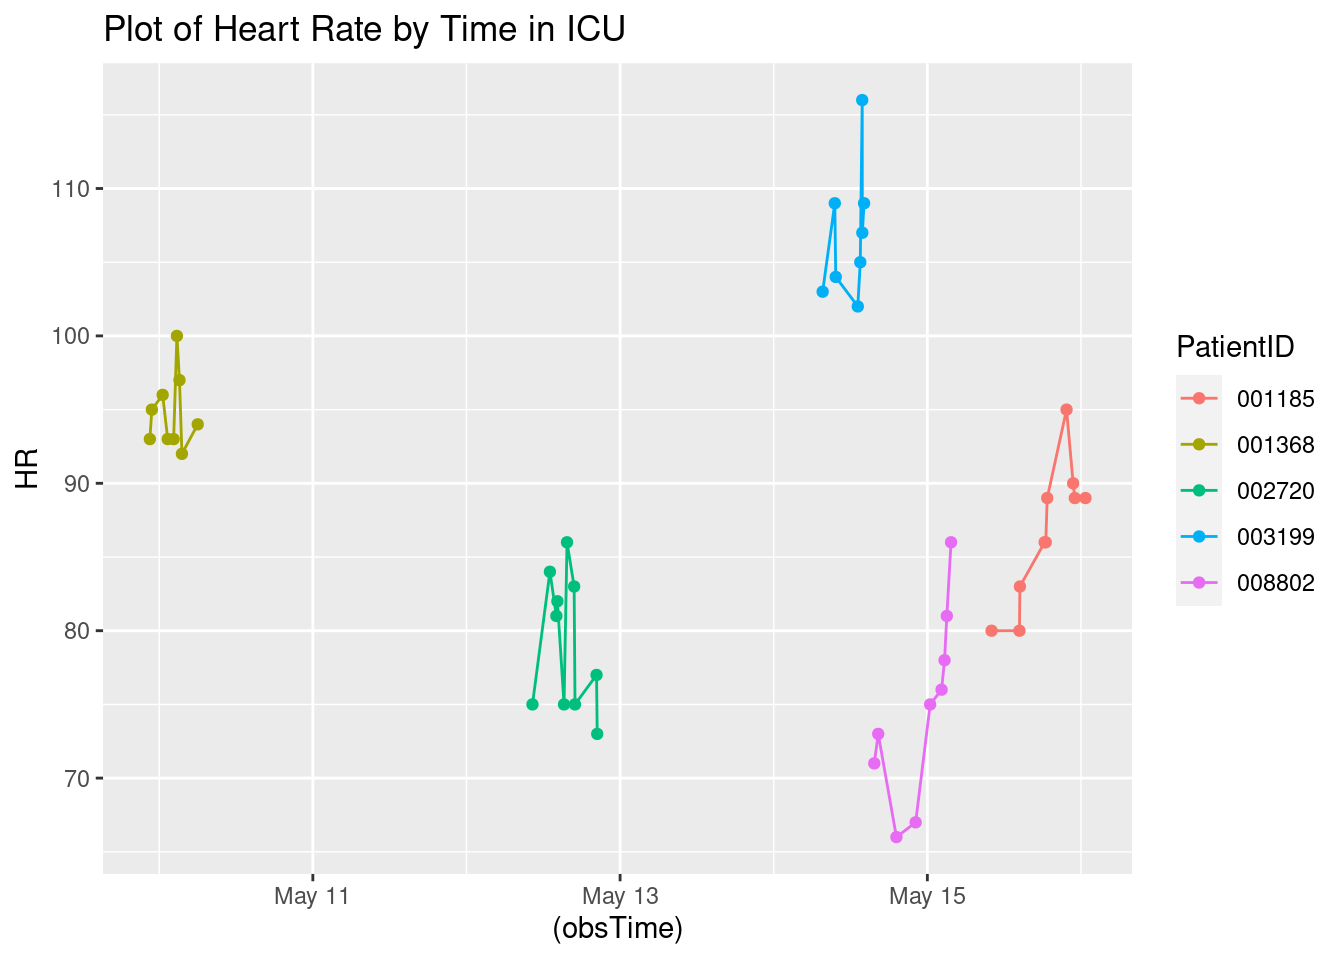 Plot of Heart Rate by Time in ICU
HR
110
100
90
80
70
May 11
May 13
May 15
(obsTime)
PatientID
001185
001368
002720
003199
008802